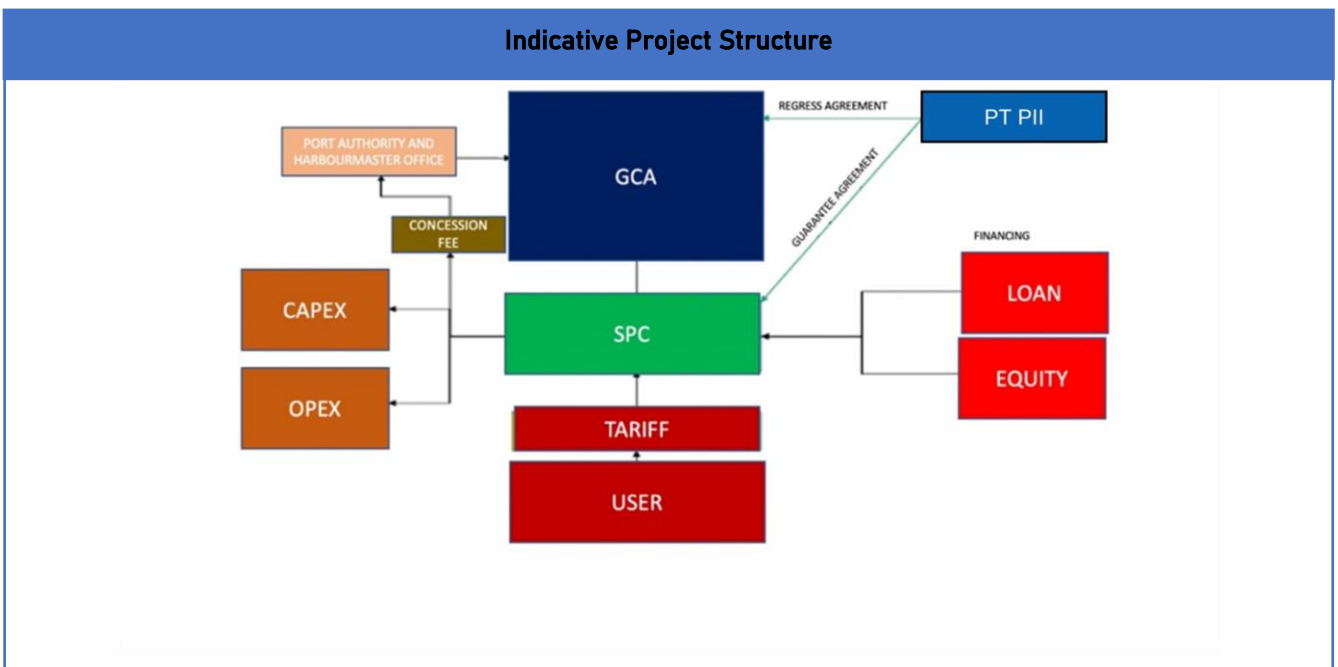 Indicative Project Structure
REGRESS AGREEMENT
PT PII
PORT AUTHORITY AND
HARBOURMASTER OFFICE
GCA
GUARANTEE AGREEMENT
CONCESSION
FEE
FINANCING
CAPEX
LOAN
SPC
EQUITY
OPEX
TARIFF
USER